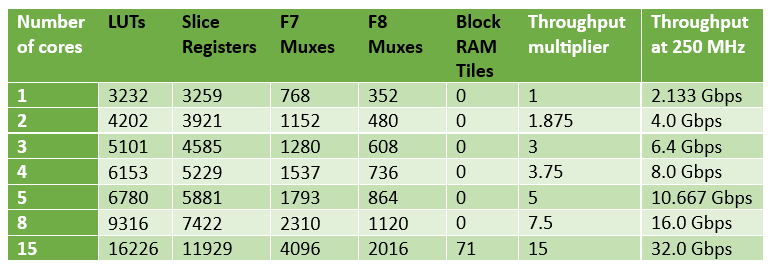 Number of cores LUTs Slice Registers F7 Muxes F8 Muxes Block RAM Tiles Throughput multiplier Throughput at 250 MHz
1 3232 3259 768 352 0 1 2.133 Gbps
2 4202 3921 1152 480 0 1.875 4.0 Gbps
3 5101 4585 1280 608 0 3 6.4 Gbps
4 6153 5229 1537 736 0 3.75 8.0 Gbps
5 6780 5881 1793 864 0 5 10.667 Gbps
8 9316 7422 2310 1120 0 7.5 16.0 Gbps
15 16226 11929 4096 2016 71 15 32.0 Gbps